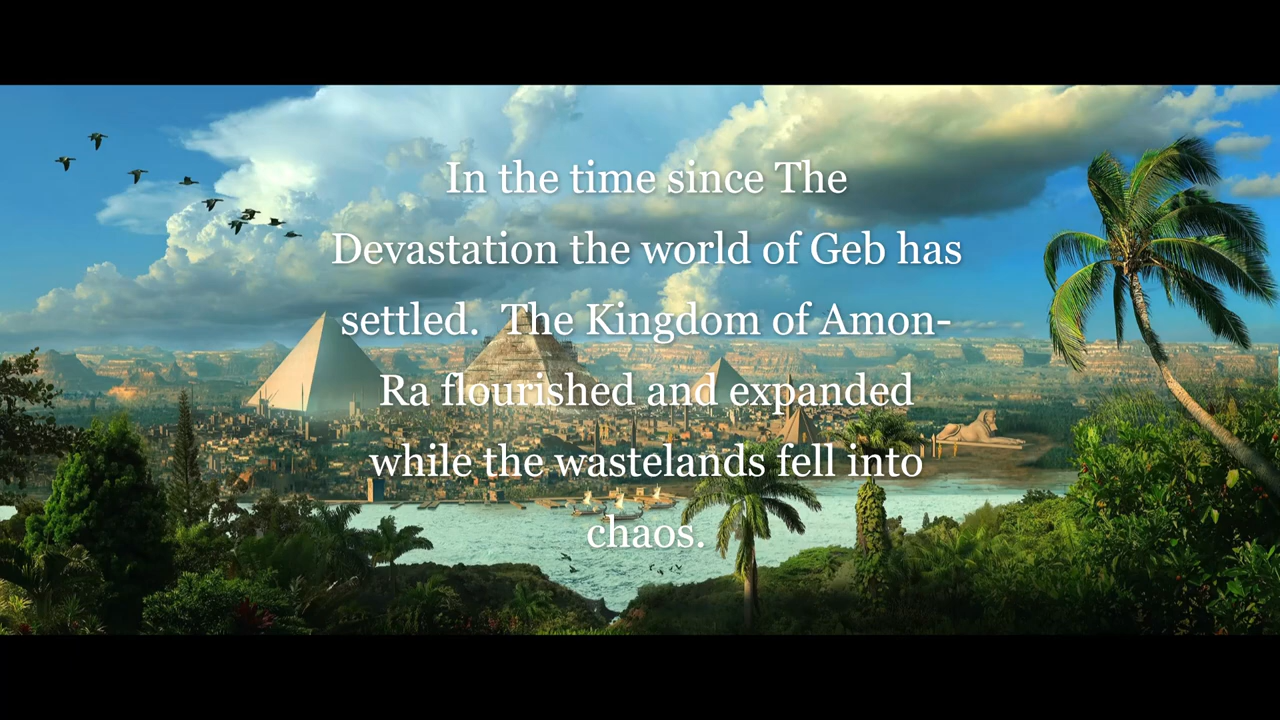 In the time since The
Devastation the world of Geb has
settled.  The Kingdom of Amon-
Ra flourished and expanded
while the wastelands fell into
chaos.